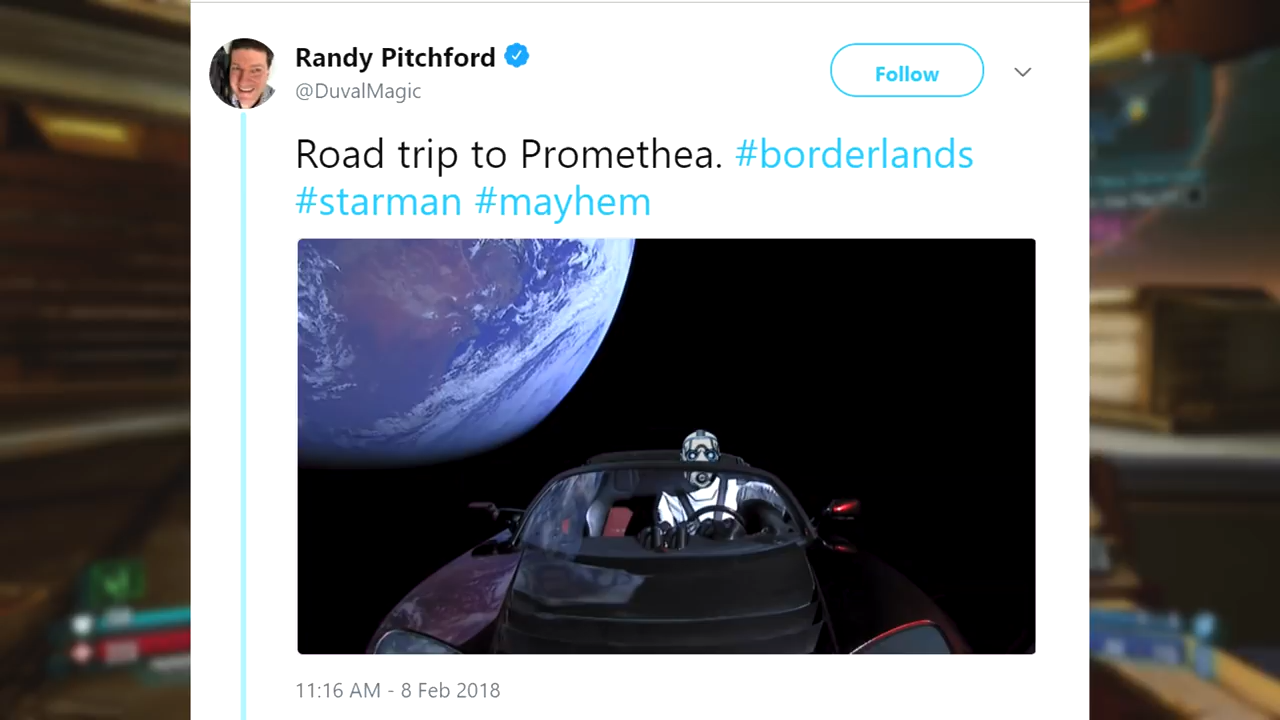 Randy Pitchford
@DuvalMagic
Follow
Road trip to Promethea. #borderlands
#starman #mayhem
11:16 AM - 8 Feb 2018